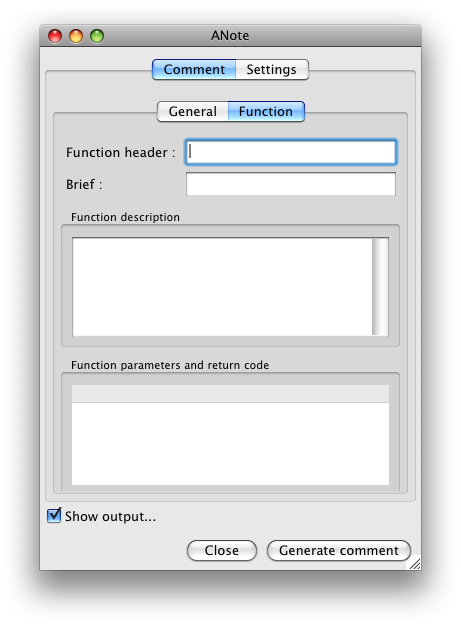 ANote
Comment Settings
General Function
Function header :
Brief :
Function description
Function parameters and return code
Show output...
Close Generate comment